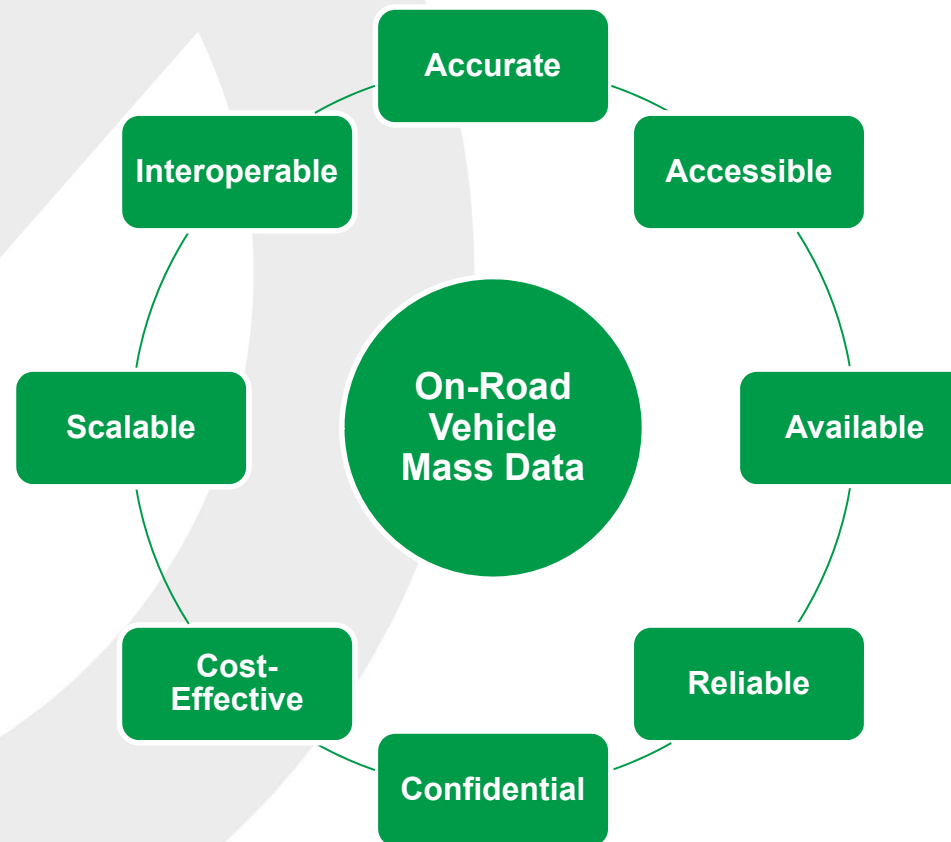 Accurate
Accessible
Available
Reliable
Confidential
Cost-
Effective
Scalable
Interoperable
On-Road
Vehicle
Mass Data